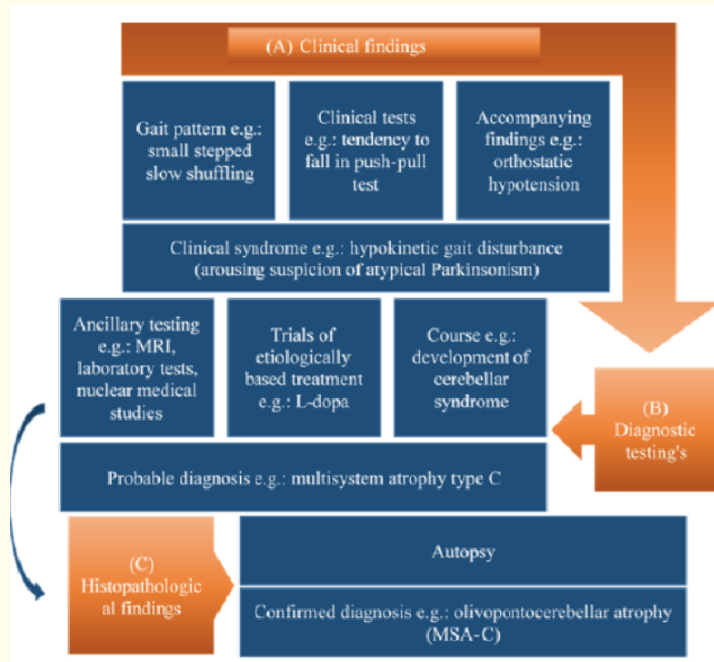 (A) Clinical findings
Gait pattern e.g.:
small stepped
slow shuffling
Clinical tests
e.g.: tendency to
fall in push-pull
test
Accompanying
findings e.g.:
orthostatic
hypotension
Clinical syndrome e.g.: hypokinetic gait disturbance
(arousing suspicion of atypical Parkinsonism)
Ancillary testing
e.g.: MRI,
laboratory tests,
nuclear medical
studies
Trials of
etiologically
based treatment
e.g.: L-dopa
Course e.g.:
development of
cerebellar
syndrome
(B)
Diagnostic
testing's
Probable diagnosis e.g.: multisystem atrophy type C
(C)
Histopathologic
al findings
Autopsy
Confirmed diagnosis e.g.: olivopontocerebellar atrophy
(MSA-C)